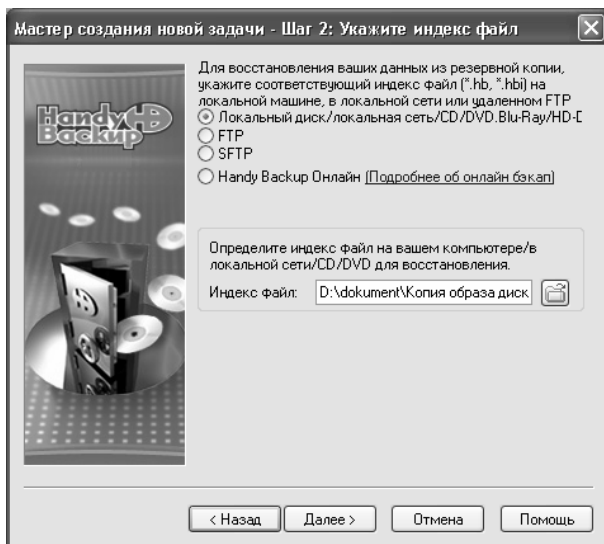 Мастер создания новой задачи - Шаг 2: Укажите индекс файл
Handy HD
Backup
Для восстановления ваших данных из резервной копии,
укажите соответствующий индекс файл (*.hb, *.hbi) на
локальной машине, в локальной сети или удаленном FTP
Локальный диск/локальная сеть/CD/DVD.Blu-Ray/HD-D
FTP
SFTP
Handy Backup Онлайн (Подробнее об онлайн бэкап)
Определите индекс файл на вашем компьютере/в
локальной сети/CD/DVD для восстановления.
Индекс файл: D:\dokument\Копия образа диск
< Назад Далее > Отмена Помощь